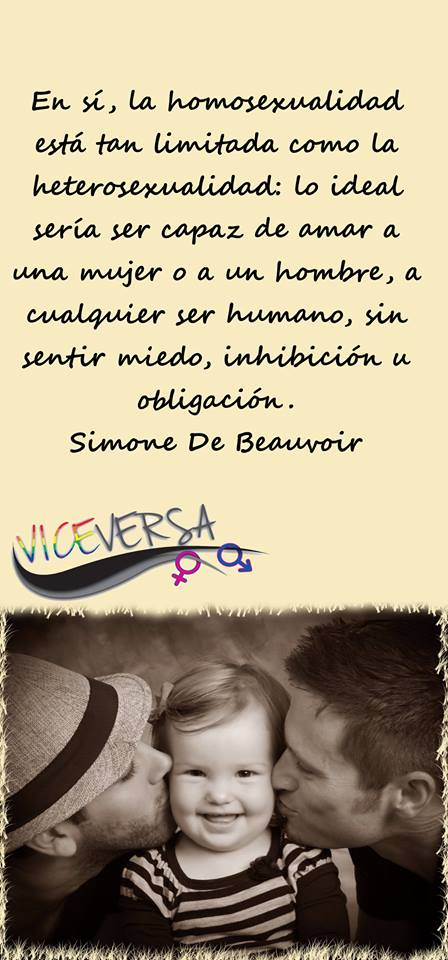 En sí, la homosexualidad
está tan limitada como la
heterosexualidad: lo ideal
sería ser capaz de amar a
una mujer o a un hombre, a
cualquier ser humano, sin
sentir miedo, inhibición u
obligación.
Simone De Beauvoir
VICEVERSA